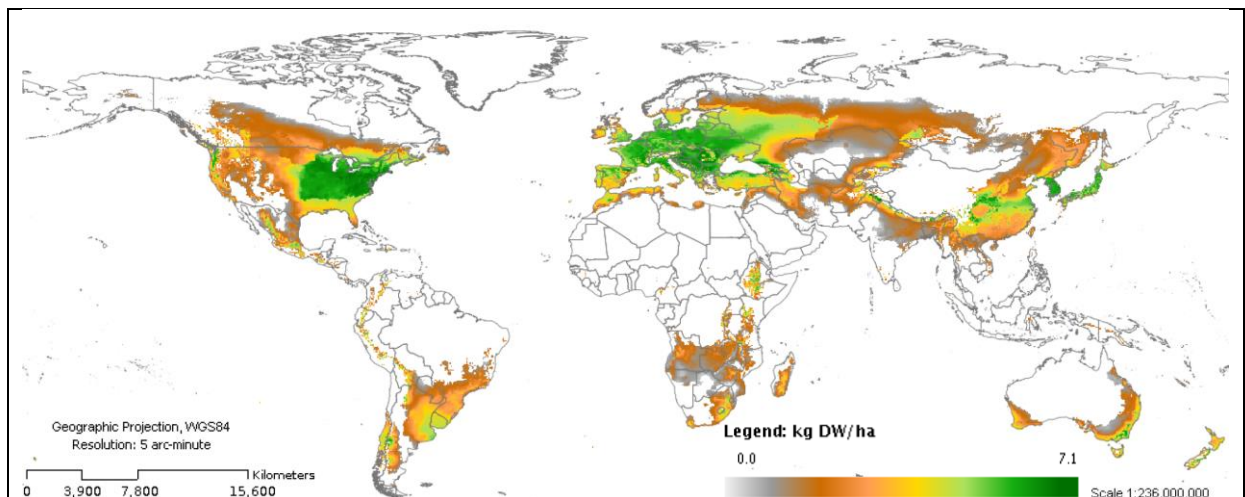 Geographic Projection, WGS84
Resolution: 5 arc-minute
Kilometers
0 3,900 7,800 15,600
Legend: kg DW/ha
0.0 7.1
Scale 1:236,000,000